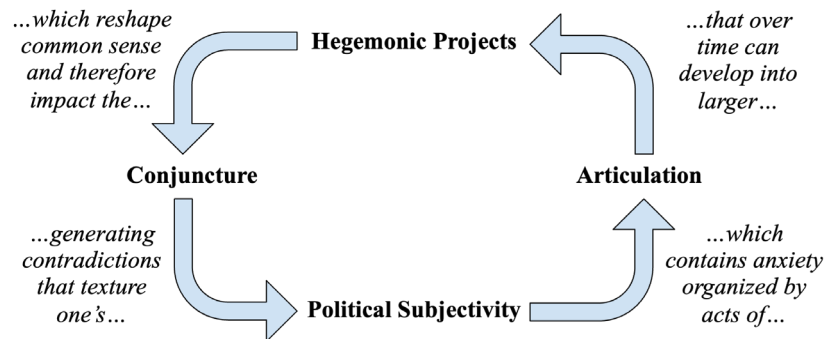 …which reshape
common sense
and therefore
impact the…
Hegemonic Projects
…that over
time can
develop into
larger…
Conjuncture
Articulation
…generating
contradictions
that texture
one's…
Political Subjectivity
…which
contains anxiety
organized by
acts of…